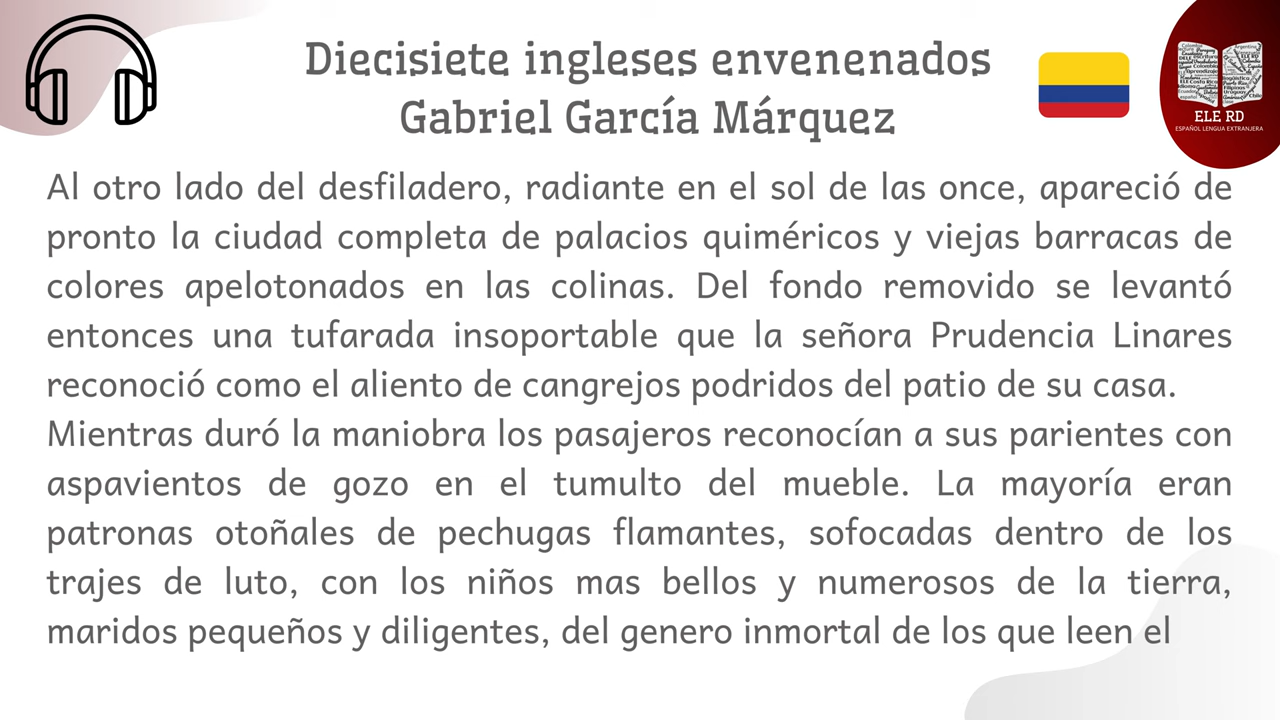 Diecisiete ingleses envenenados
Gabriel García Márquez
ELE RD
ESPAÑOL LENGUA EXTRANJERA
Al otro lado del desfiladero, radiante en el sol de las once, apareció de
pronto la ciudad completa de palacios quiméricos y viejas barracas de
colores apelotonados en las colinas. Del fondo removido se levantó
entonces una tufarada insoportable que la señora Prudencia Linares
reconoció como el aliento de cangrejos podridos del patio de su casa.
Mientras duró la maniobra los pasajeros reconocían a sus parientes con
aspavientos de gozo en el tumulto del mueble. La mayoría eran
patronas otoñales de pechugas flamantes, sofocadas dentro de los
trajes de luto, con los niños mas bellos y numerosos de la tierra,
maridos pequeños y diligentes, del genero inmortal de los que leen el